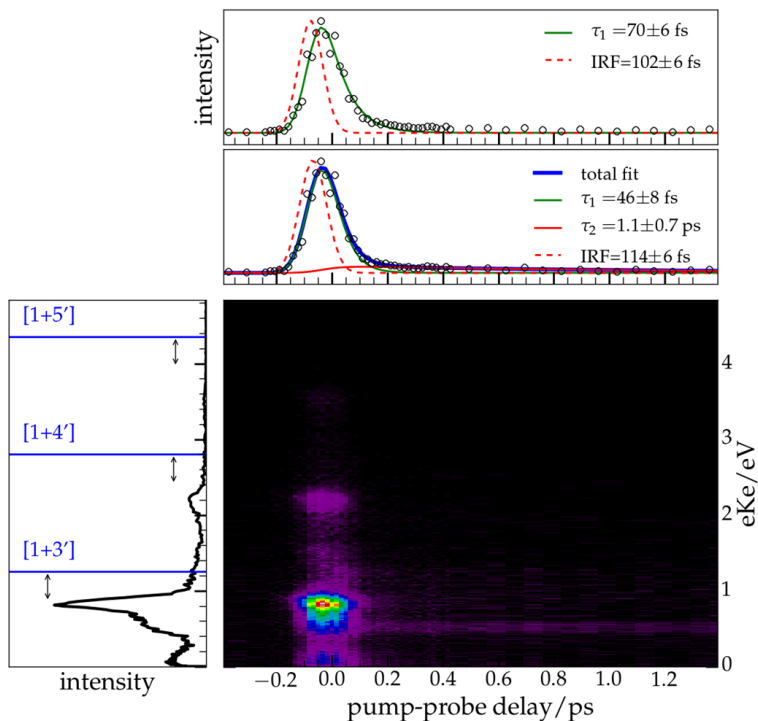 intensity
τ₁ =70±6 fs
IRF=102±6 fs
total fit
τ₁ =46±8 fs
τ₂ =1.1±0.7 ps
IRF=114±6 fs
[1+5′]
[1+4′]
[1+3′]
intensity
4
3
2
1
0
eKe/eV
−0.2 0.0 0.2 0.4 0.6 0.8 1.0 1.2
pump-probe delay/ps